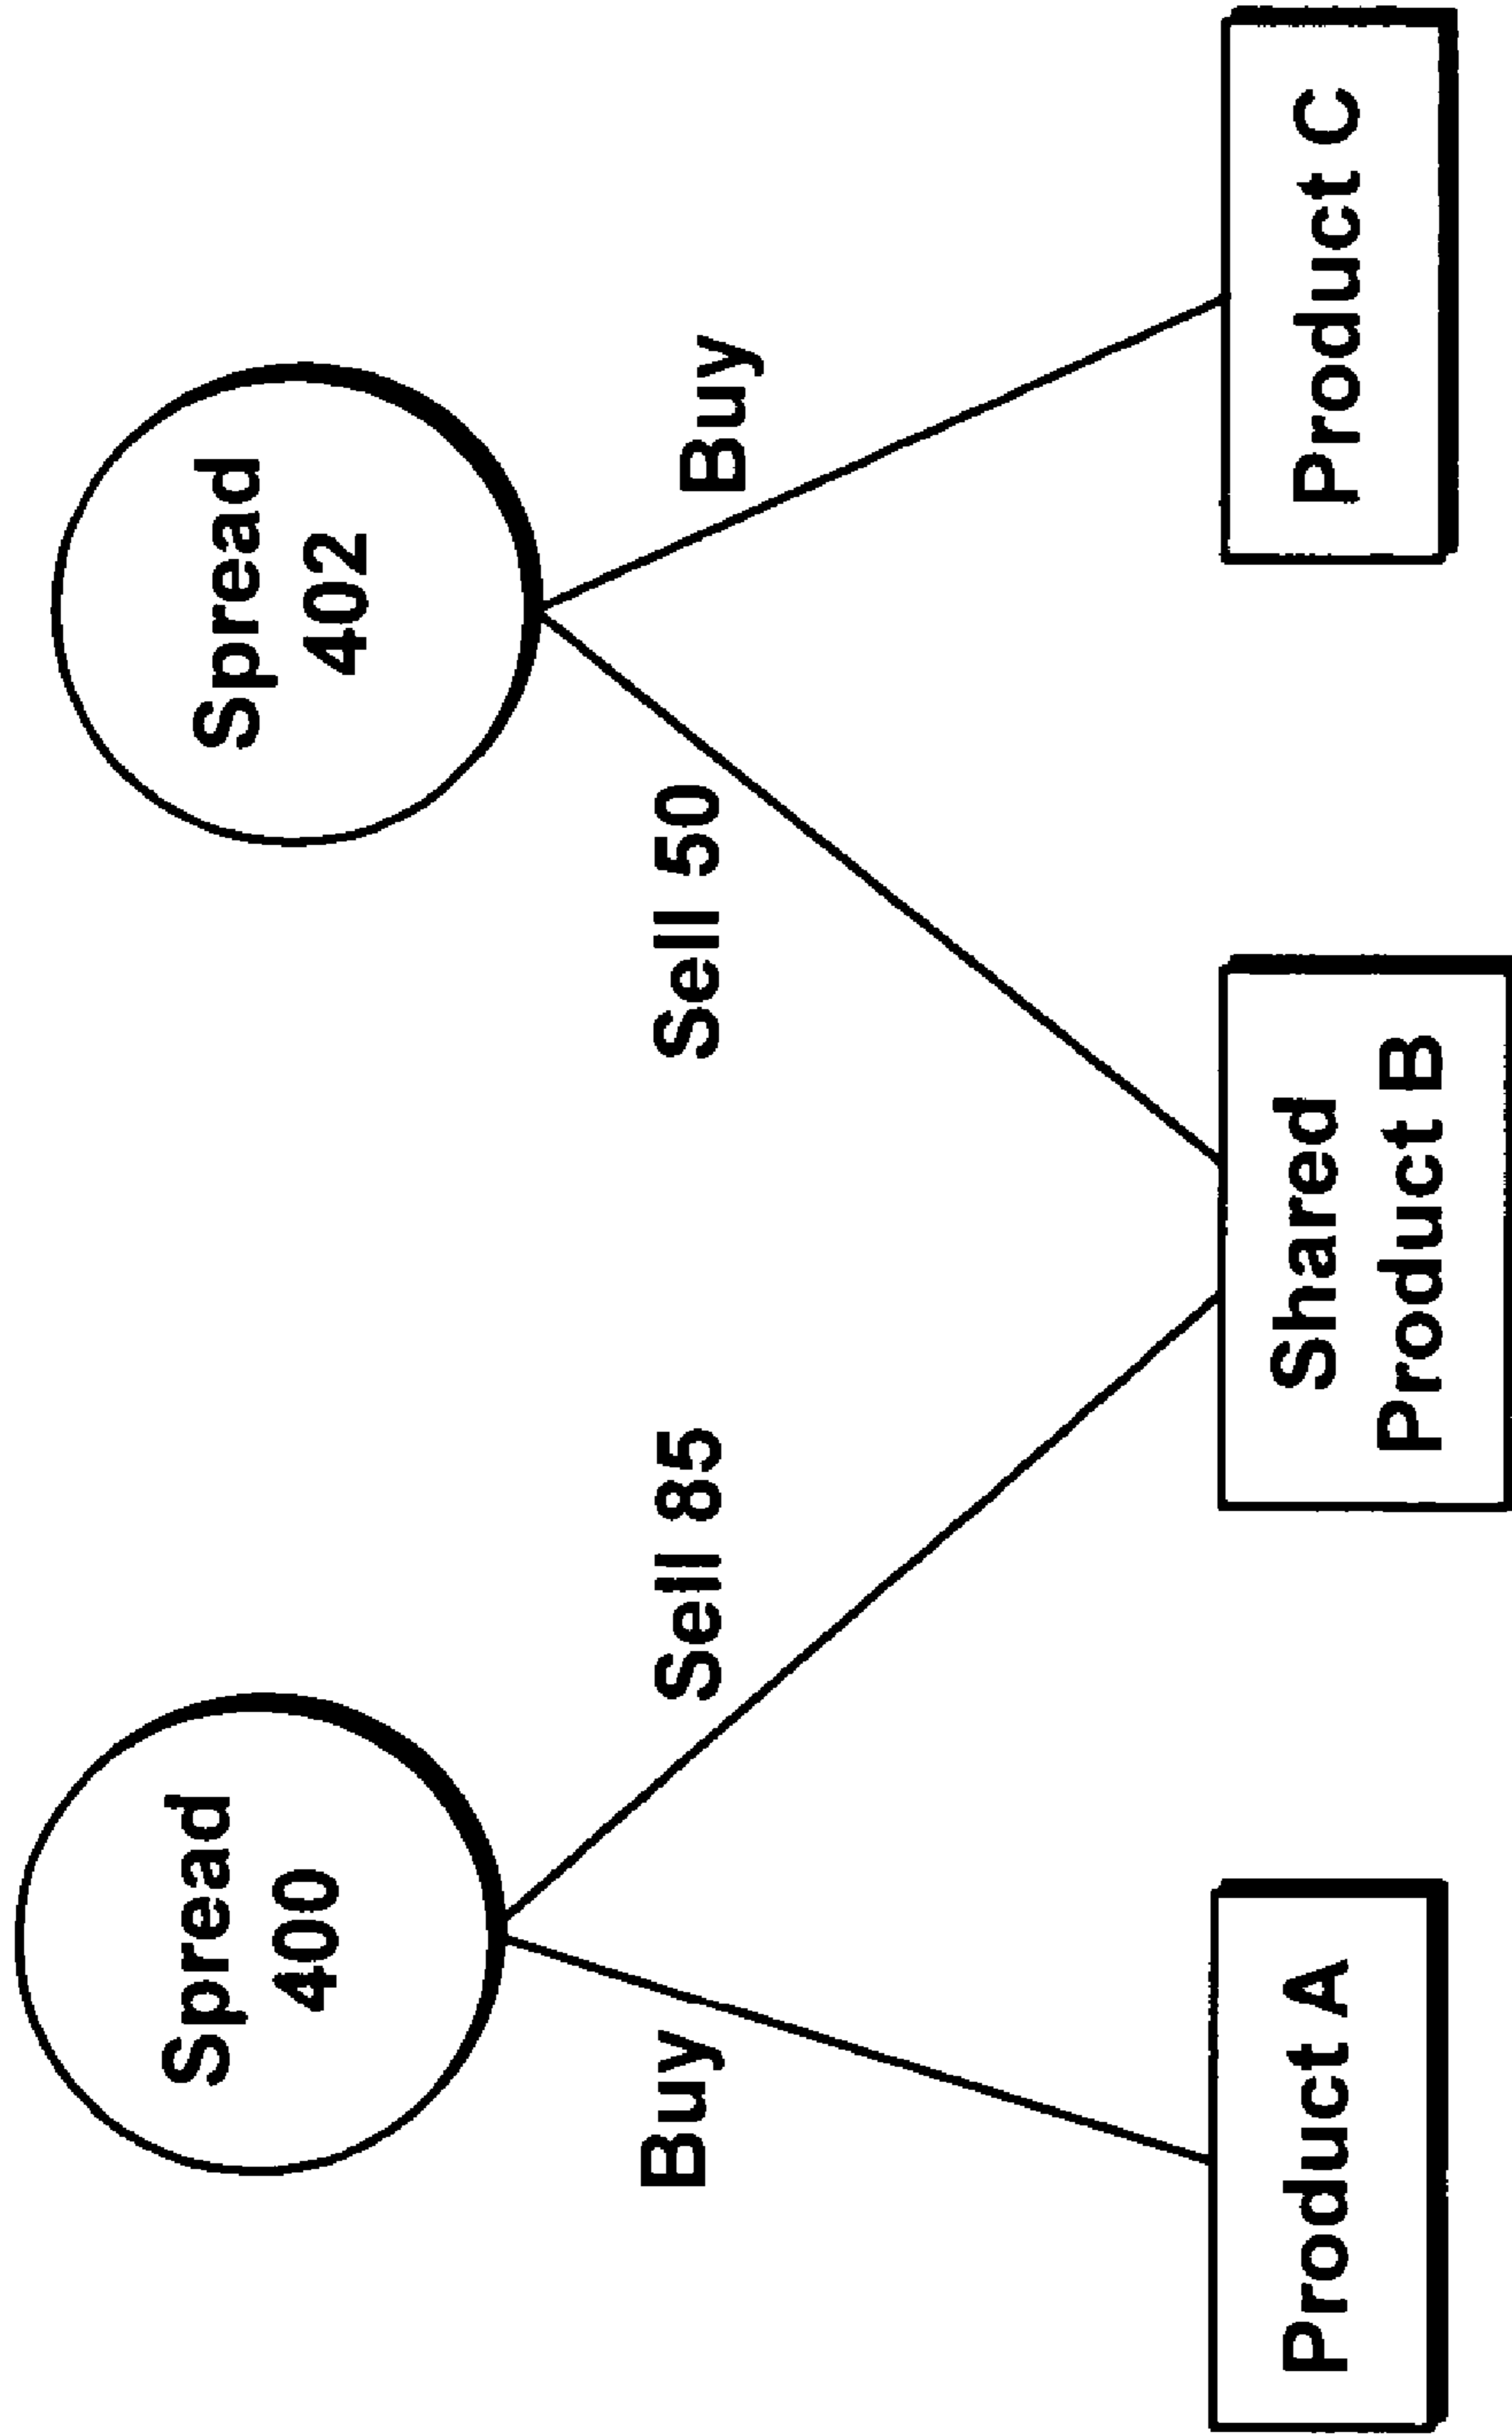 Spread
400
Spread
402
Buy
Sell 85
Sell 50
Buy
Product A
Shared
Product B
Product C